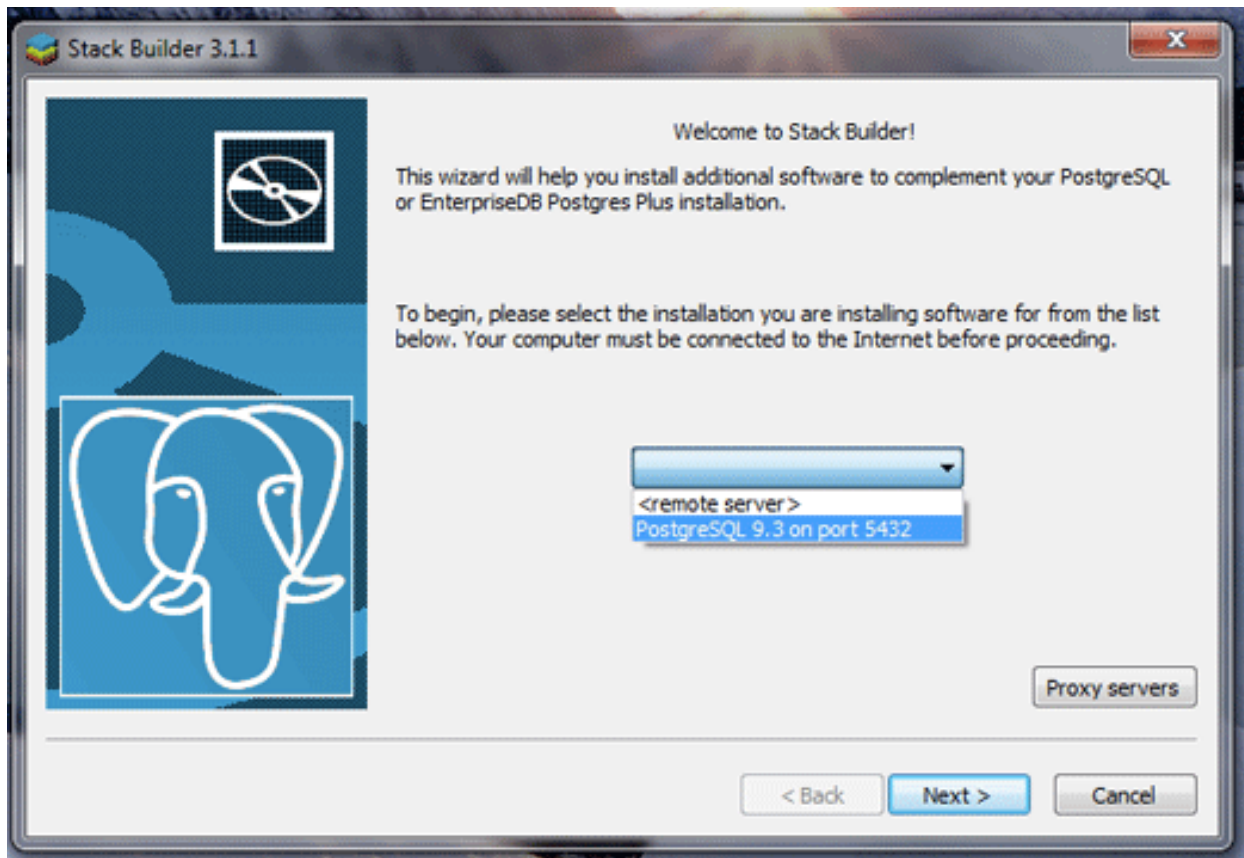 Stack Builder 3.1.1
Welcome to Stack Builder!
This wizard will help you install additional software to complement your PostgreSQL
or EnterpriseDB Postgres Plus installation.
To begin, please select the installation you are installing software for from the list
below. Your computer must be connected to the Internet before proceeding.
<remote server>
PostgreSQL 9.3 on port 5432
Proxy servers
< Back
Next >
Cancel